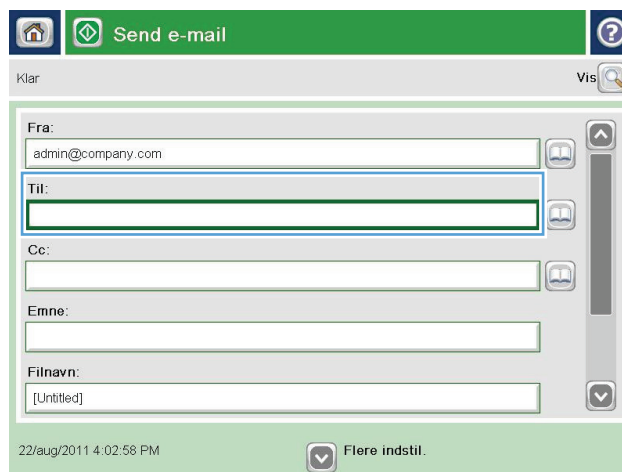 Send e-mail
Klar
Vis
Fra:
admin@company.com
Til:
Cc:
Emne:
Filnavn:
[Untitled]
22/aug/2011 4:02:58 PM
Flere indstil.